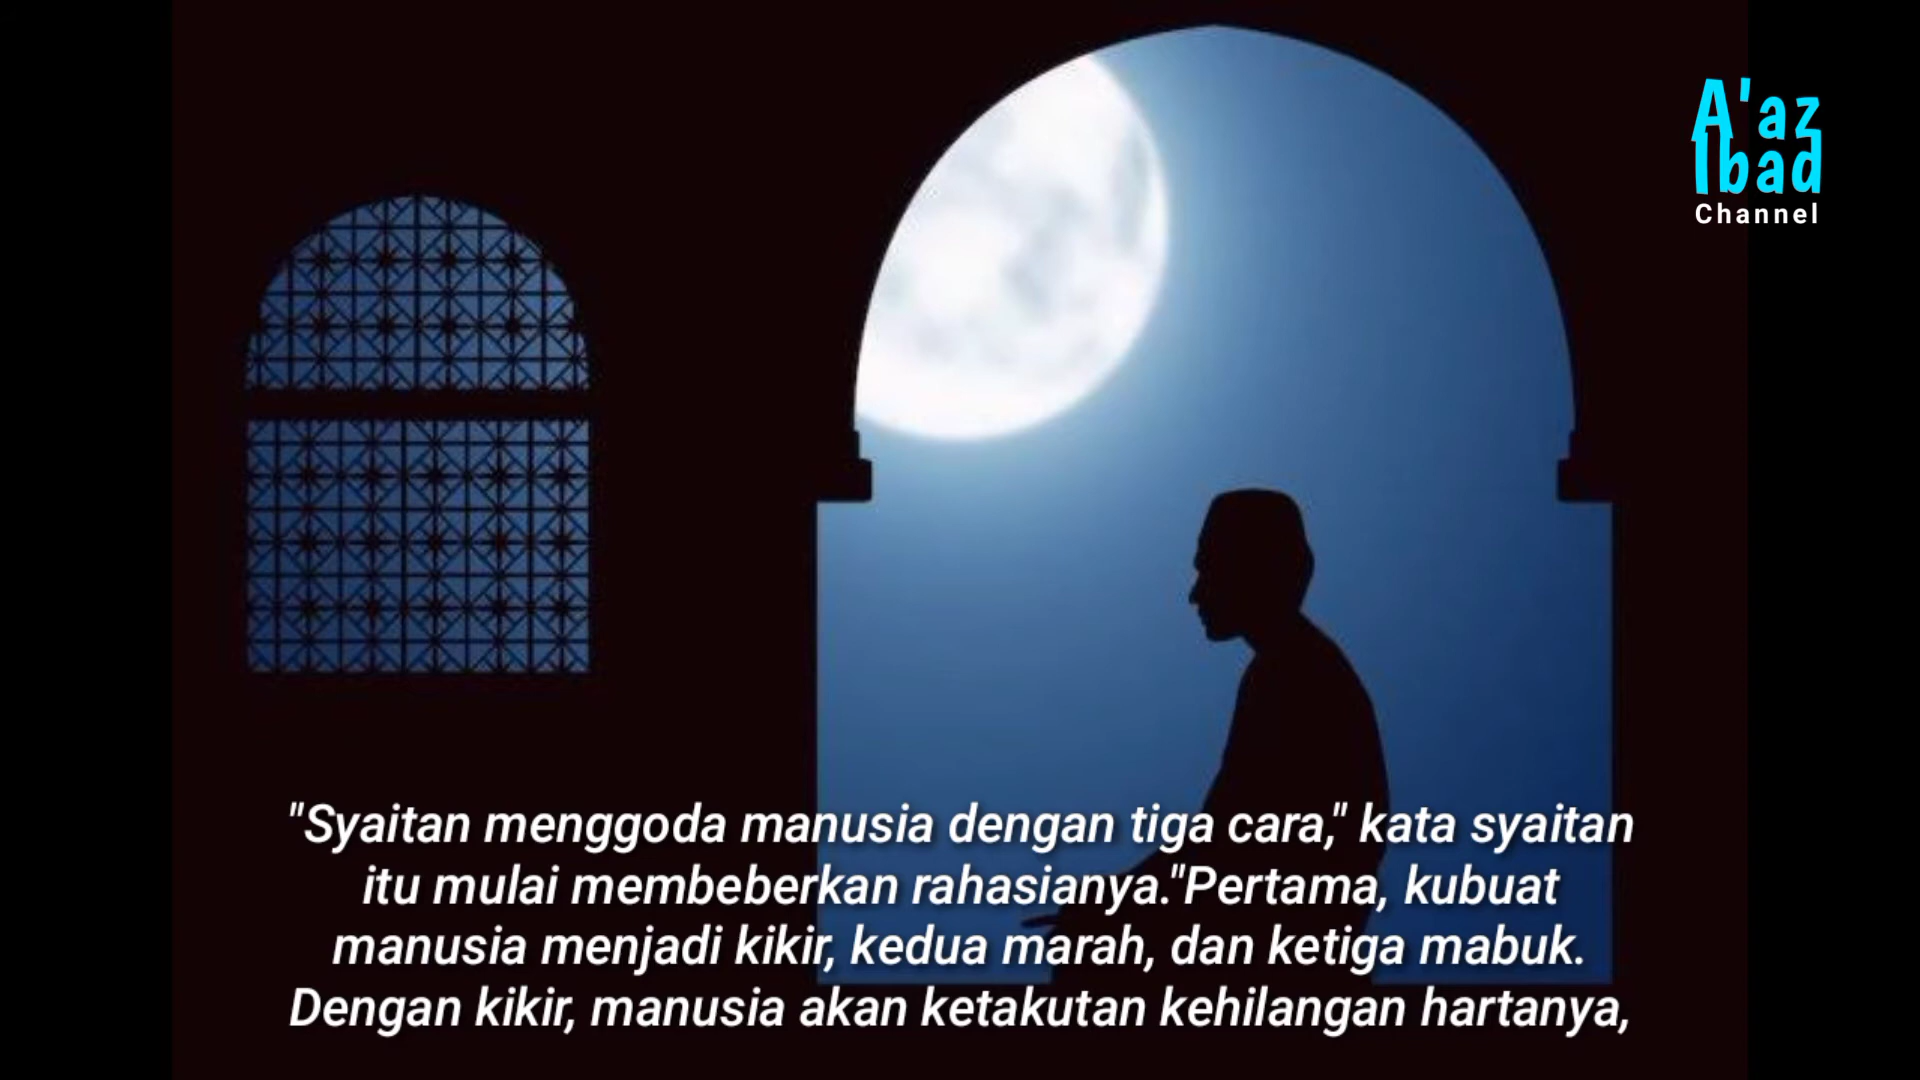 A'az
Ibad
Channel
"Syaitan menggoda manusia dengan tiga cara," kata syaitan
itu mulai membeberkan rahasianya."Pertama, kubuat
manusia menjadi kikir, kedua marah, dan ketiga mabuk.
Dengan kikir, manusia akan ketakutan kehilangan hartanya,